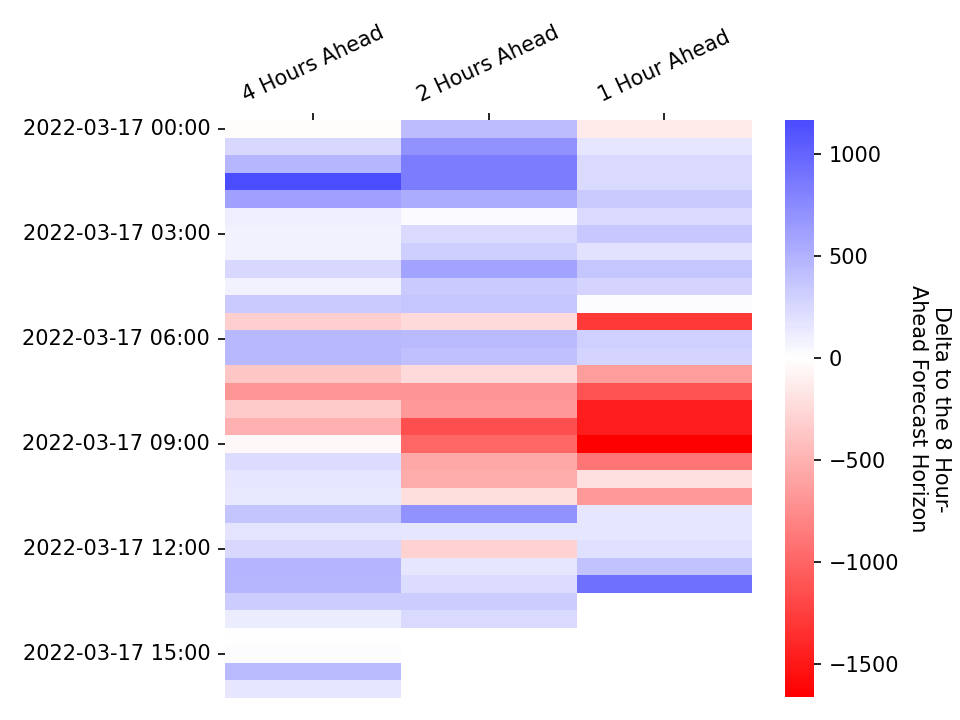 4 Hours Ahead
2 Hours Ahead
1 Hour Ahead
2022-03-17 00:00
2022-03-17 03:00
2022-03-17 06:00
2022-03-17 09:00
2022-03-17 12:00
2022-03-17 15:00
1000
500
0
−500
−1000
−1500
Delta to the 8 Hour-
Ahead Forecast Horizon